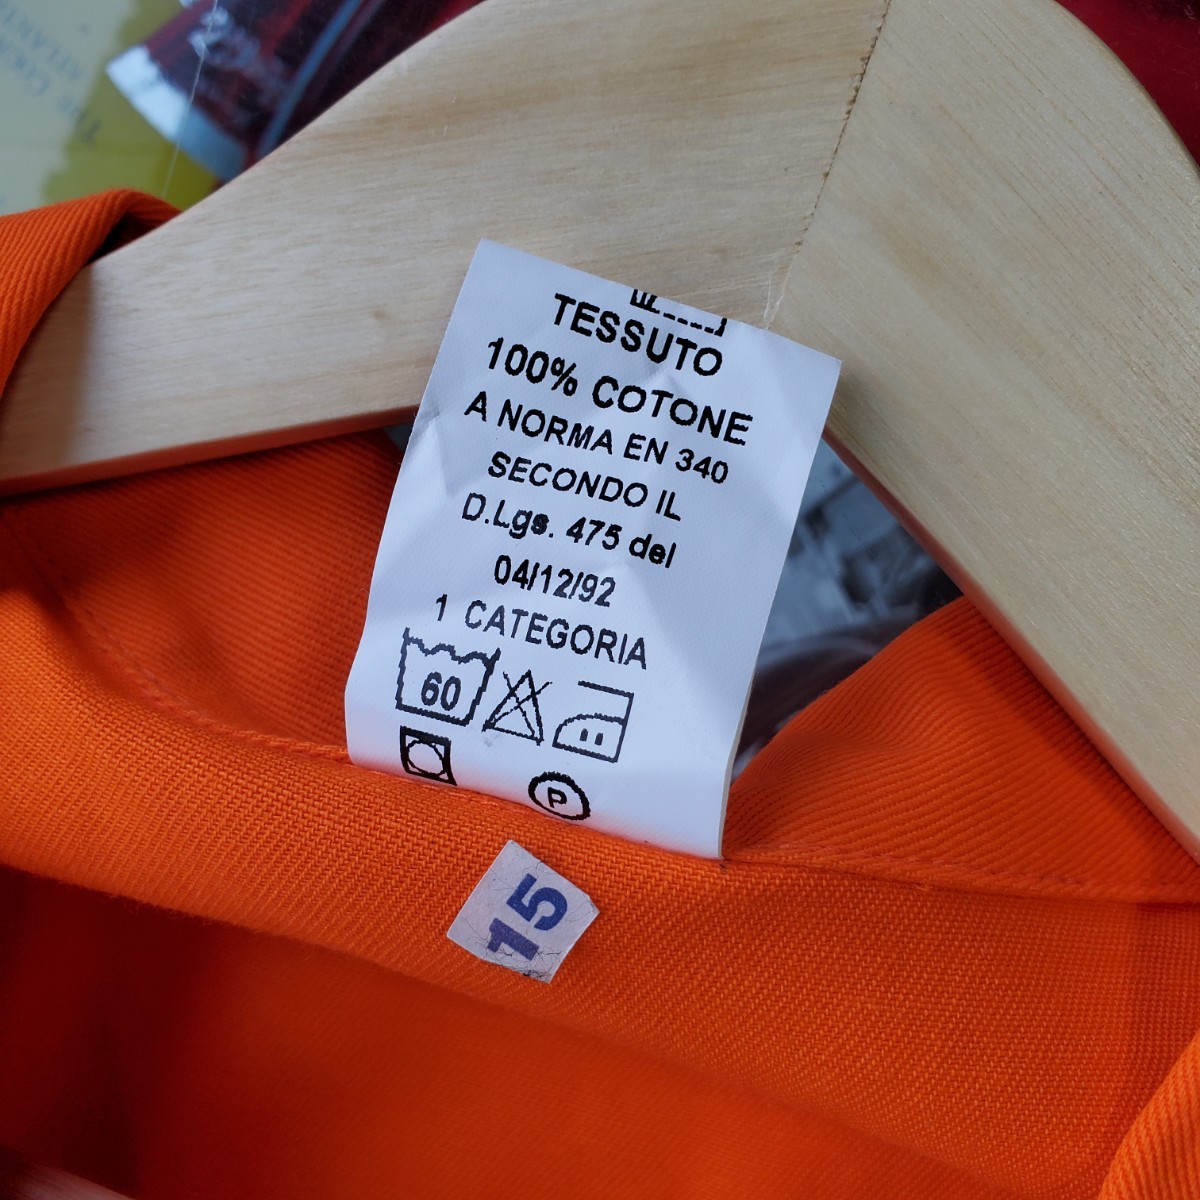 TESSUTO
100% COTONE
A NORMA EN 340
SECONDO IL
D.Lgs. 475 del
04/12/92
1 CATEGORIA
60
P
15